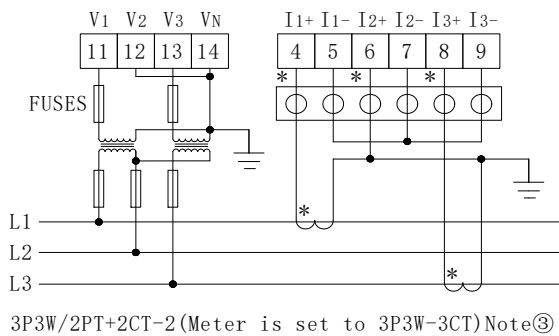 V1 V2 V3 VN I1+ I1- I2+ I2- I3+ I3-
11 12 13 14 4 5 6 7 8 9
* * *
FUSES
L1 *
L2
L3 *
3P3W/2PT+2CT-2(Meter is set to 3P3W-3CT)Note③